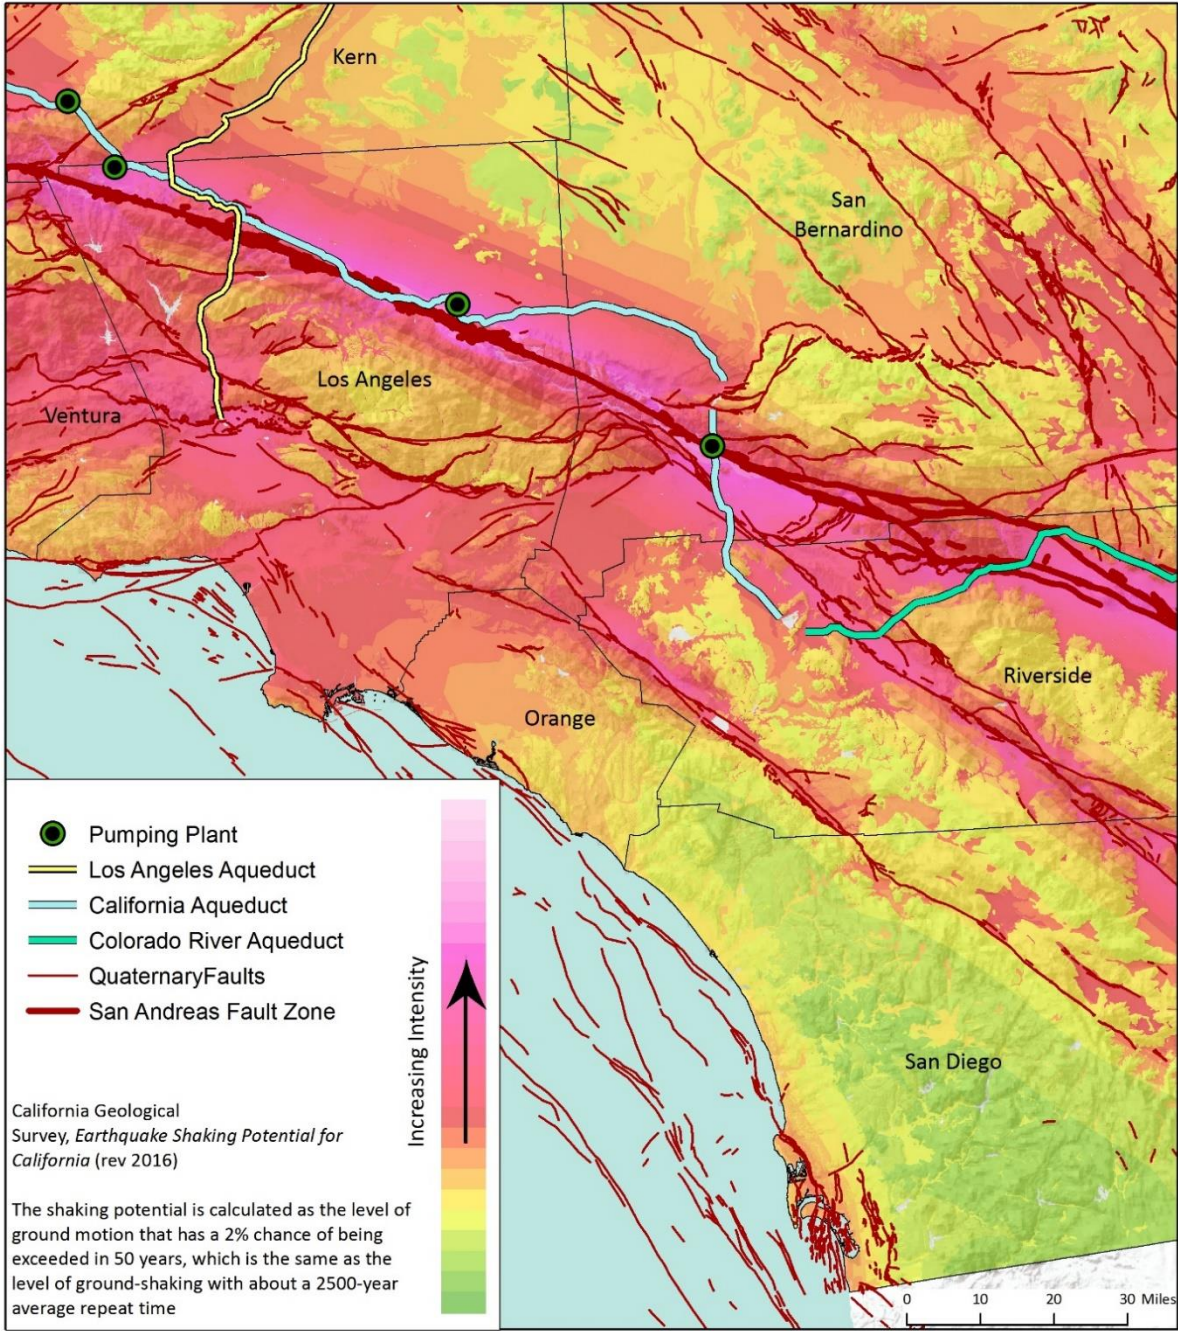 Kern
San
Bernardino
Los Angeles
Ventura
Riverside
Orange
San Diego
Pumping Plant
Los Angeles Aqueduct
California Aqueduct
Colorado River Aqueduct
QuaternaryFaults
San Andreas Fault Zone
Increasing Intensity
California Geological
Survey, Earthquake Shaking Potential for
California (rev 2016)
The shaking potential is calculated as the level of
ground motion that has a 2% chance of being
exceeded in 50 years, which is the same as the
level of ground-shaking with about a 2500-year
average repeat time
0 10 20 30 Miles